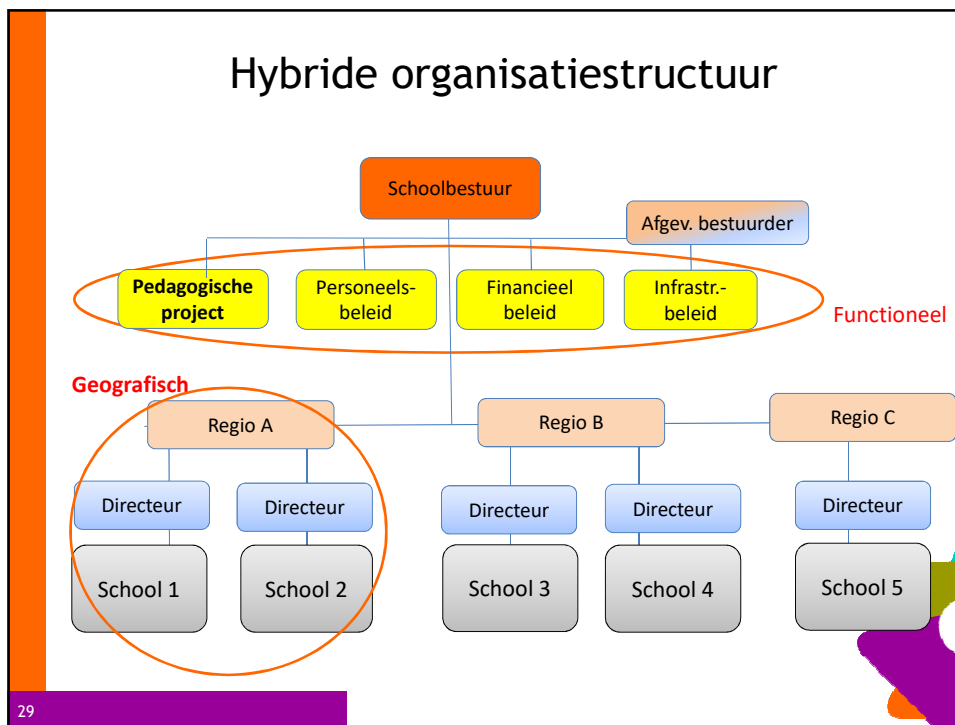 Hybride organisatiestructuur
Schoolbestuur
Afgev. bestuurder
Pedagogische
project
Personeels-
beleid
Financieel
beleid
Infrastr.-
beleid
Functioneel
Geografisch
Regio A
Regio B
Regio C
Directeur
Directeur
Directeur
Directeur
Directeur
School 1
School 2
School 3
School 4
School 5
29